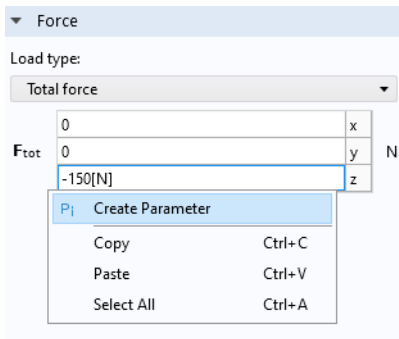 Force
Load type:
Total force
0 x
Ftot 0 y N
-150[N] z
Pi Create Parameter
Copy Ctrl+C
Paste Ctrl+V
Select All Ctrl+A